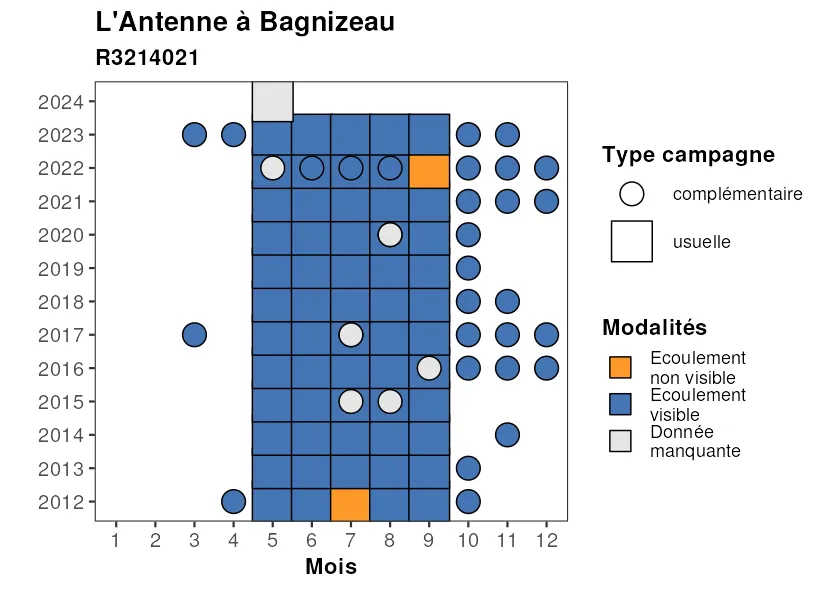 L'Antenne à Bagnizeau
R3214021
2024
2023
2022
2021
2020
2019
2018
2017
2016
2015
2014
2013
2012
1 2 3 4 5 6 7 8 9 10 11 12
Mois
Type campagne
complémentaire
usuelle
Modalités
Ecoulement
non visible
Ecoulement
visible
Donnée
manquante